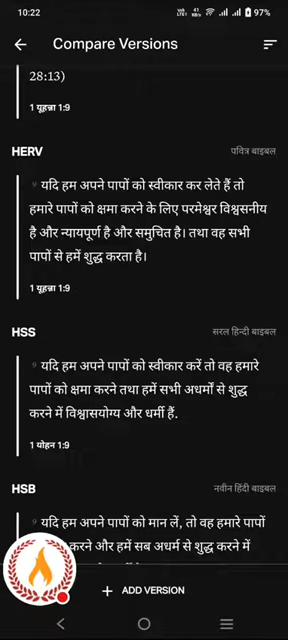 10:22
97%
Compare Versions
28:13)
1 यूहन्ना 1:9
HERV
पवित्र बाइबल
9 यदि हम अपने पापों को स्वीकार कर लेते हैं तो
हमारे पापों को क्षमा करने के लिए परमेश्वर विश्वसनीय
है और न्यायपूर्ण है और समुचित है। तथा वह सभी
पापों से हमें शुद्ध करता है।
1 यूहन्ना 1:9
HSS
सरल हिन्दी बाइबल
9 यदि हम अपने पापों को स्वीकार करें तो वह हमारे
पापों को क्षमा करने तथा हमें सभी अधर्मों से शुद्ध
करने में विश्वासयोग्य और धर्मी हैं.
1 योहन 1:9
HSB
नवीन हिंदी बाइबल
9 यदि हम अपने पापों को मान लें, तो वह हमारे पापों
करने और हमें सब अधर्म से शुद्ध करने में
ADD VERSION